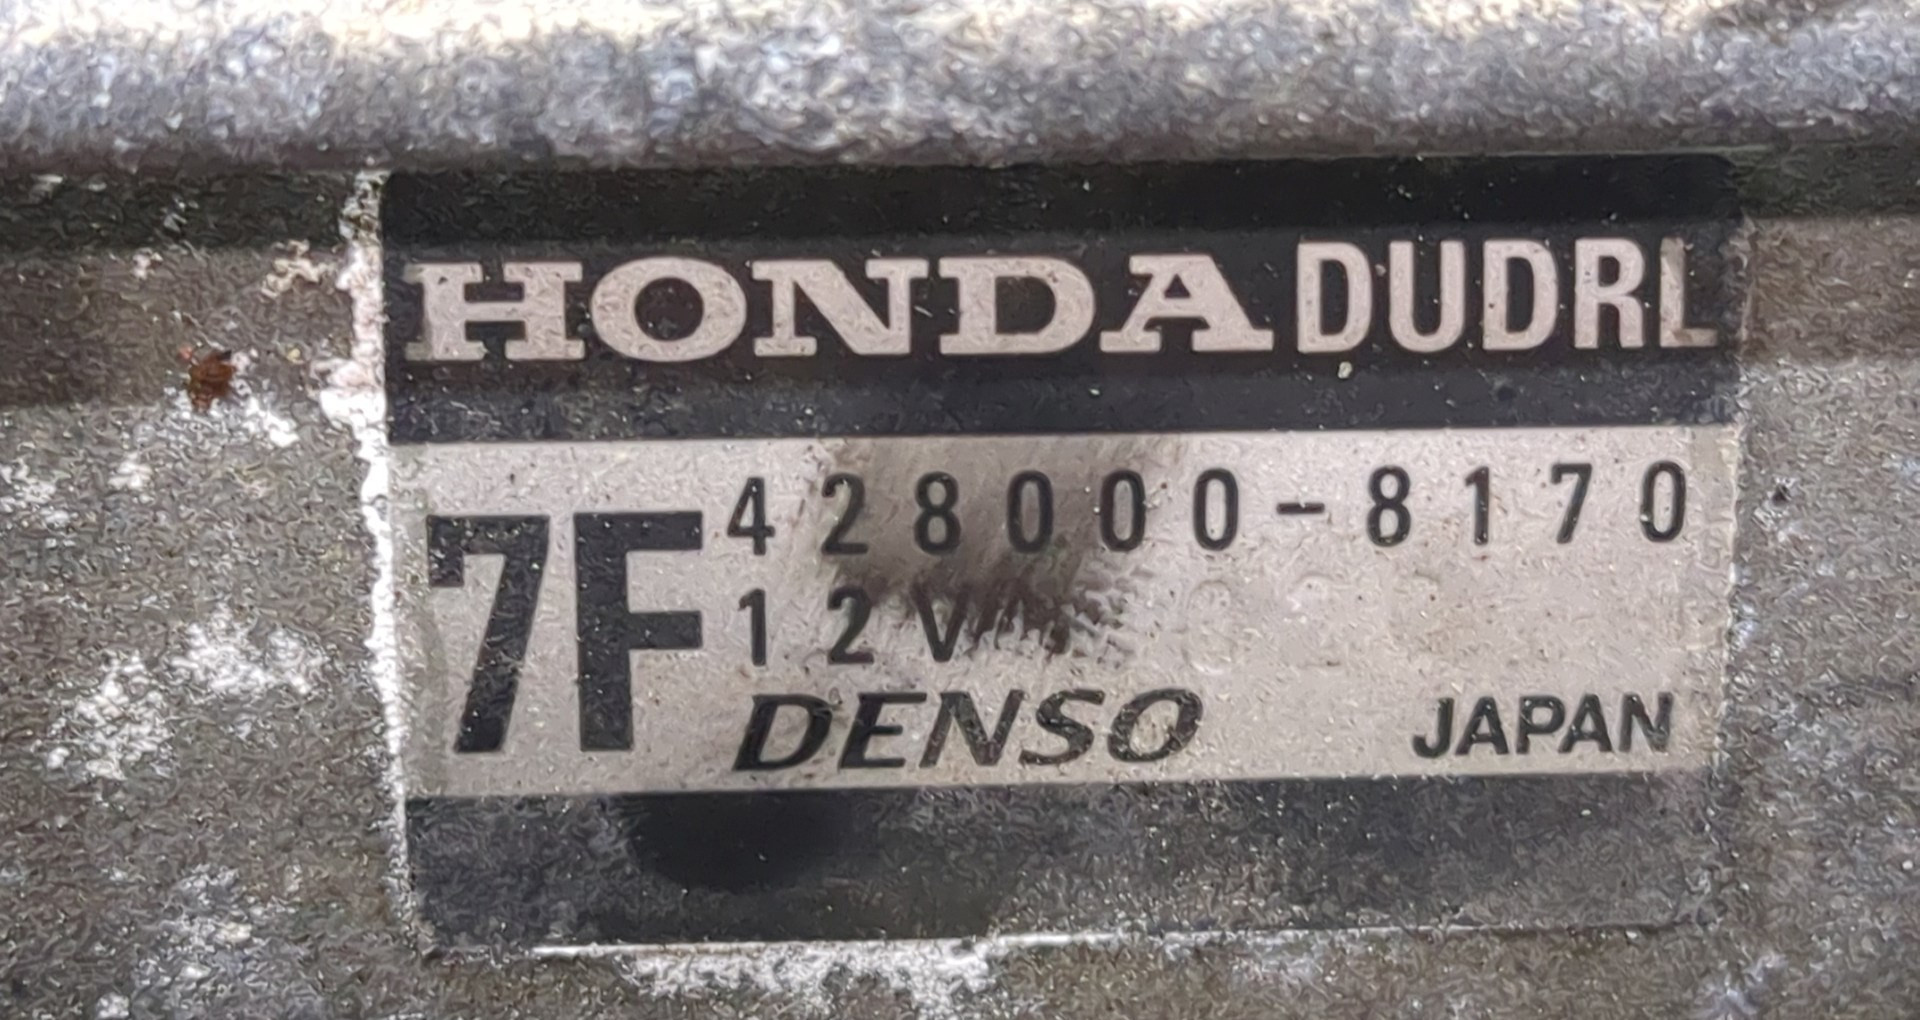 HONDA DUDRL
7F
428000-8170
12V
DENSO JAPAN